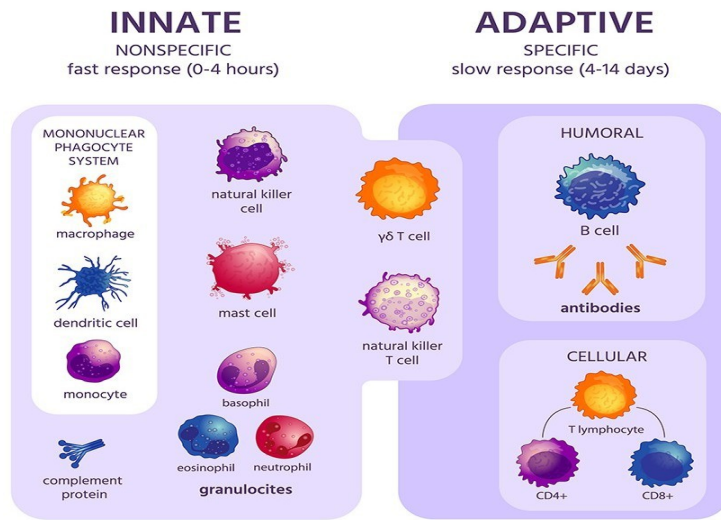 INNATE
NONSPECIFIC
fast response (0-4 hours)
ADAPTIVE
SPECIFIC
slow response (4-14 days)
MONONUCLEAR
PHAGOCYTE
SYSTEM
macrophage
dendritic cell
monocyte
complement
protein
natural killer
cell
mast cell
basophil
eosinophil
neutrophil
granulocites
γδ T cell
natural killer
T cell
HUMORAL
B cell
antibodies
CELLULAR
T lymphocyte
CD4+
CD8+